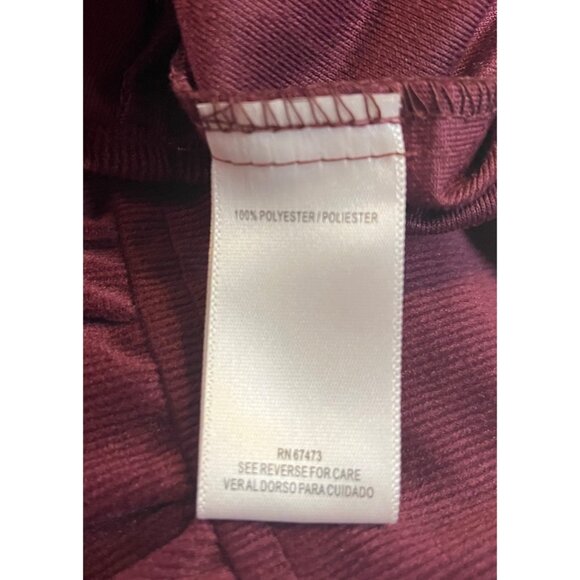 100% POLYESTER / POLIESTER
RN 67473
SEE REVERSE FOR CARE
VER AL DORSO PARA CUIDADO